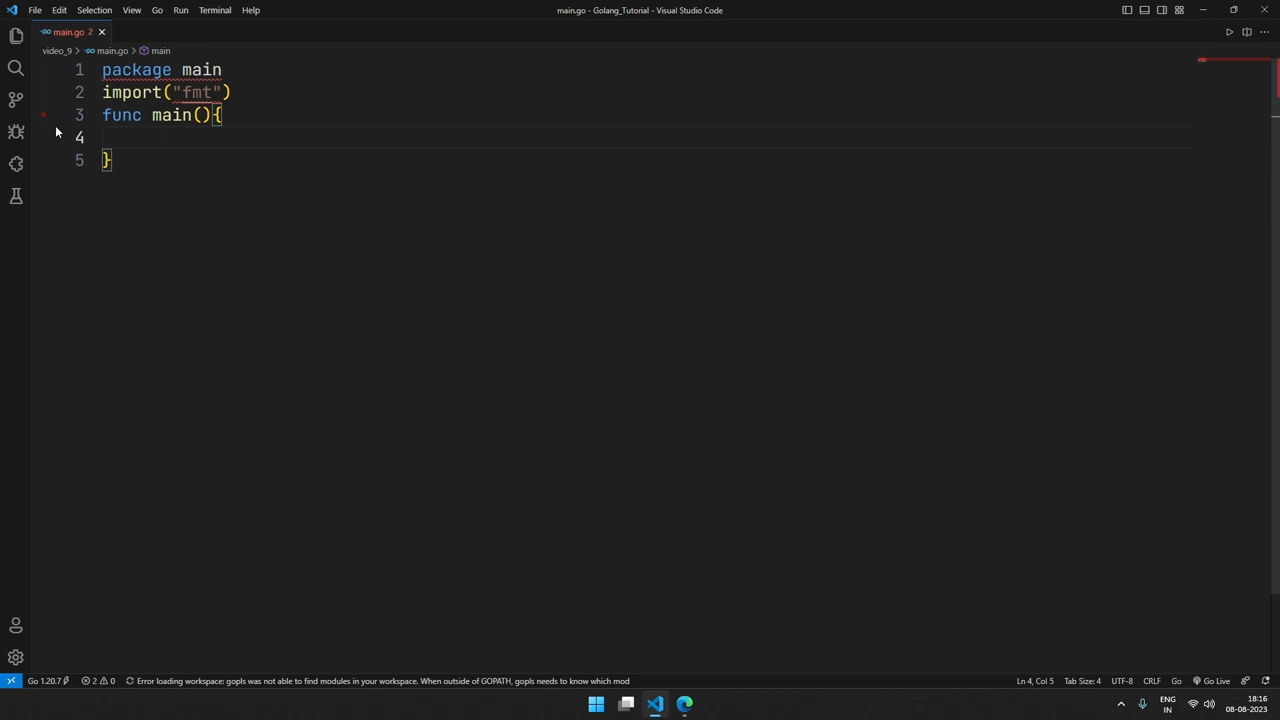 File Edit Selection View Go Run Terminal Help
main.go - Golang_Tutorial - Visual Studio Code
main.go 2
video_9 > main.go > main
1 package main
2 import("fmt")
3 func main(){
4
5 }
Go 1.20.7 2 0 Error loading workspace: gopls was not able to find modules in your workspace. When outside of GOPATH, gopls needs to know which mod
Ln 4, Col 5 Tab Size: 4 UTF-8 CRLF Go Go Live
ENG
IN
18:16
08-08-2023